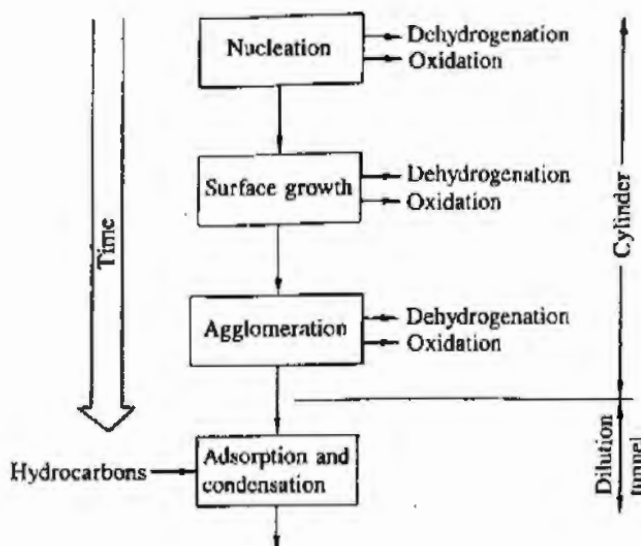 Nucleation
Dehydrogenation
Oxidation
Surface growth
Dehydrogenation
Oxidation
Agglomeration
Dehydrogenation
Oxidation
Time
Cylinder
Hydrocarbons
Adsorption and
condensation
Dilution
tunnel